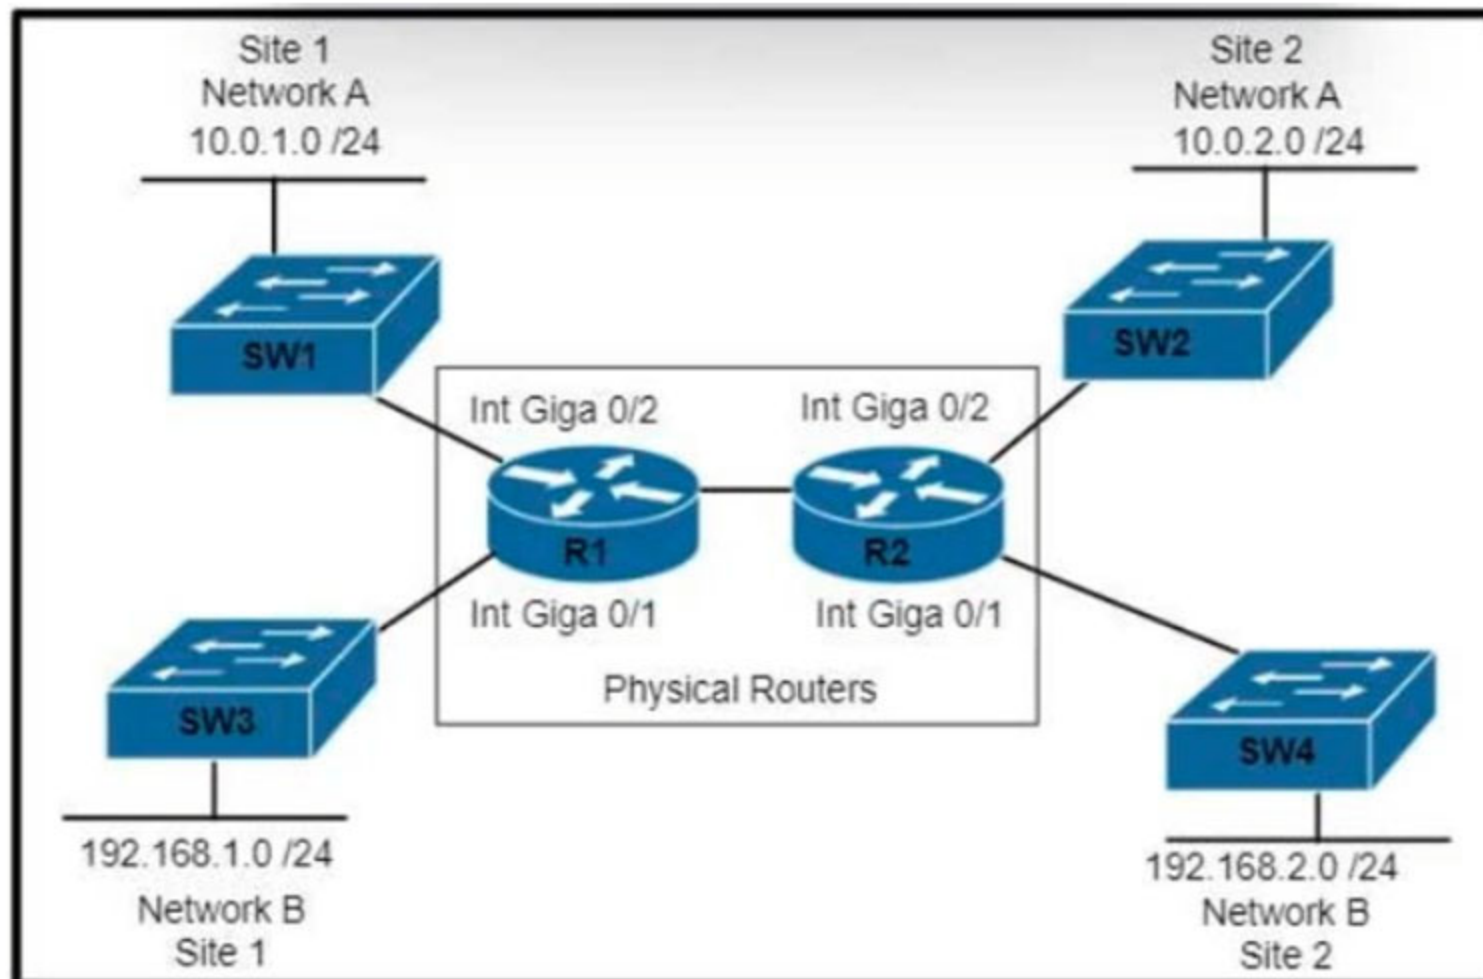 Site 1
Network A
10.0.1.0 /24
Site 2
Network A
10.0.2.0 /24
SW1
SW2
Int Giga 0/2
Int Giga 0/2
R1
R2
Int Giga 0/1
Int Giga 0/1
Physical Routers
SW3
SW4
192.168.1.0 /24
Network B
Site 1
192.168.2.0 /24
Network B
Site 2